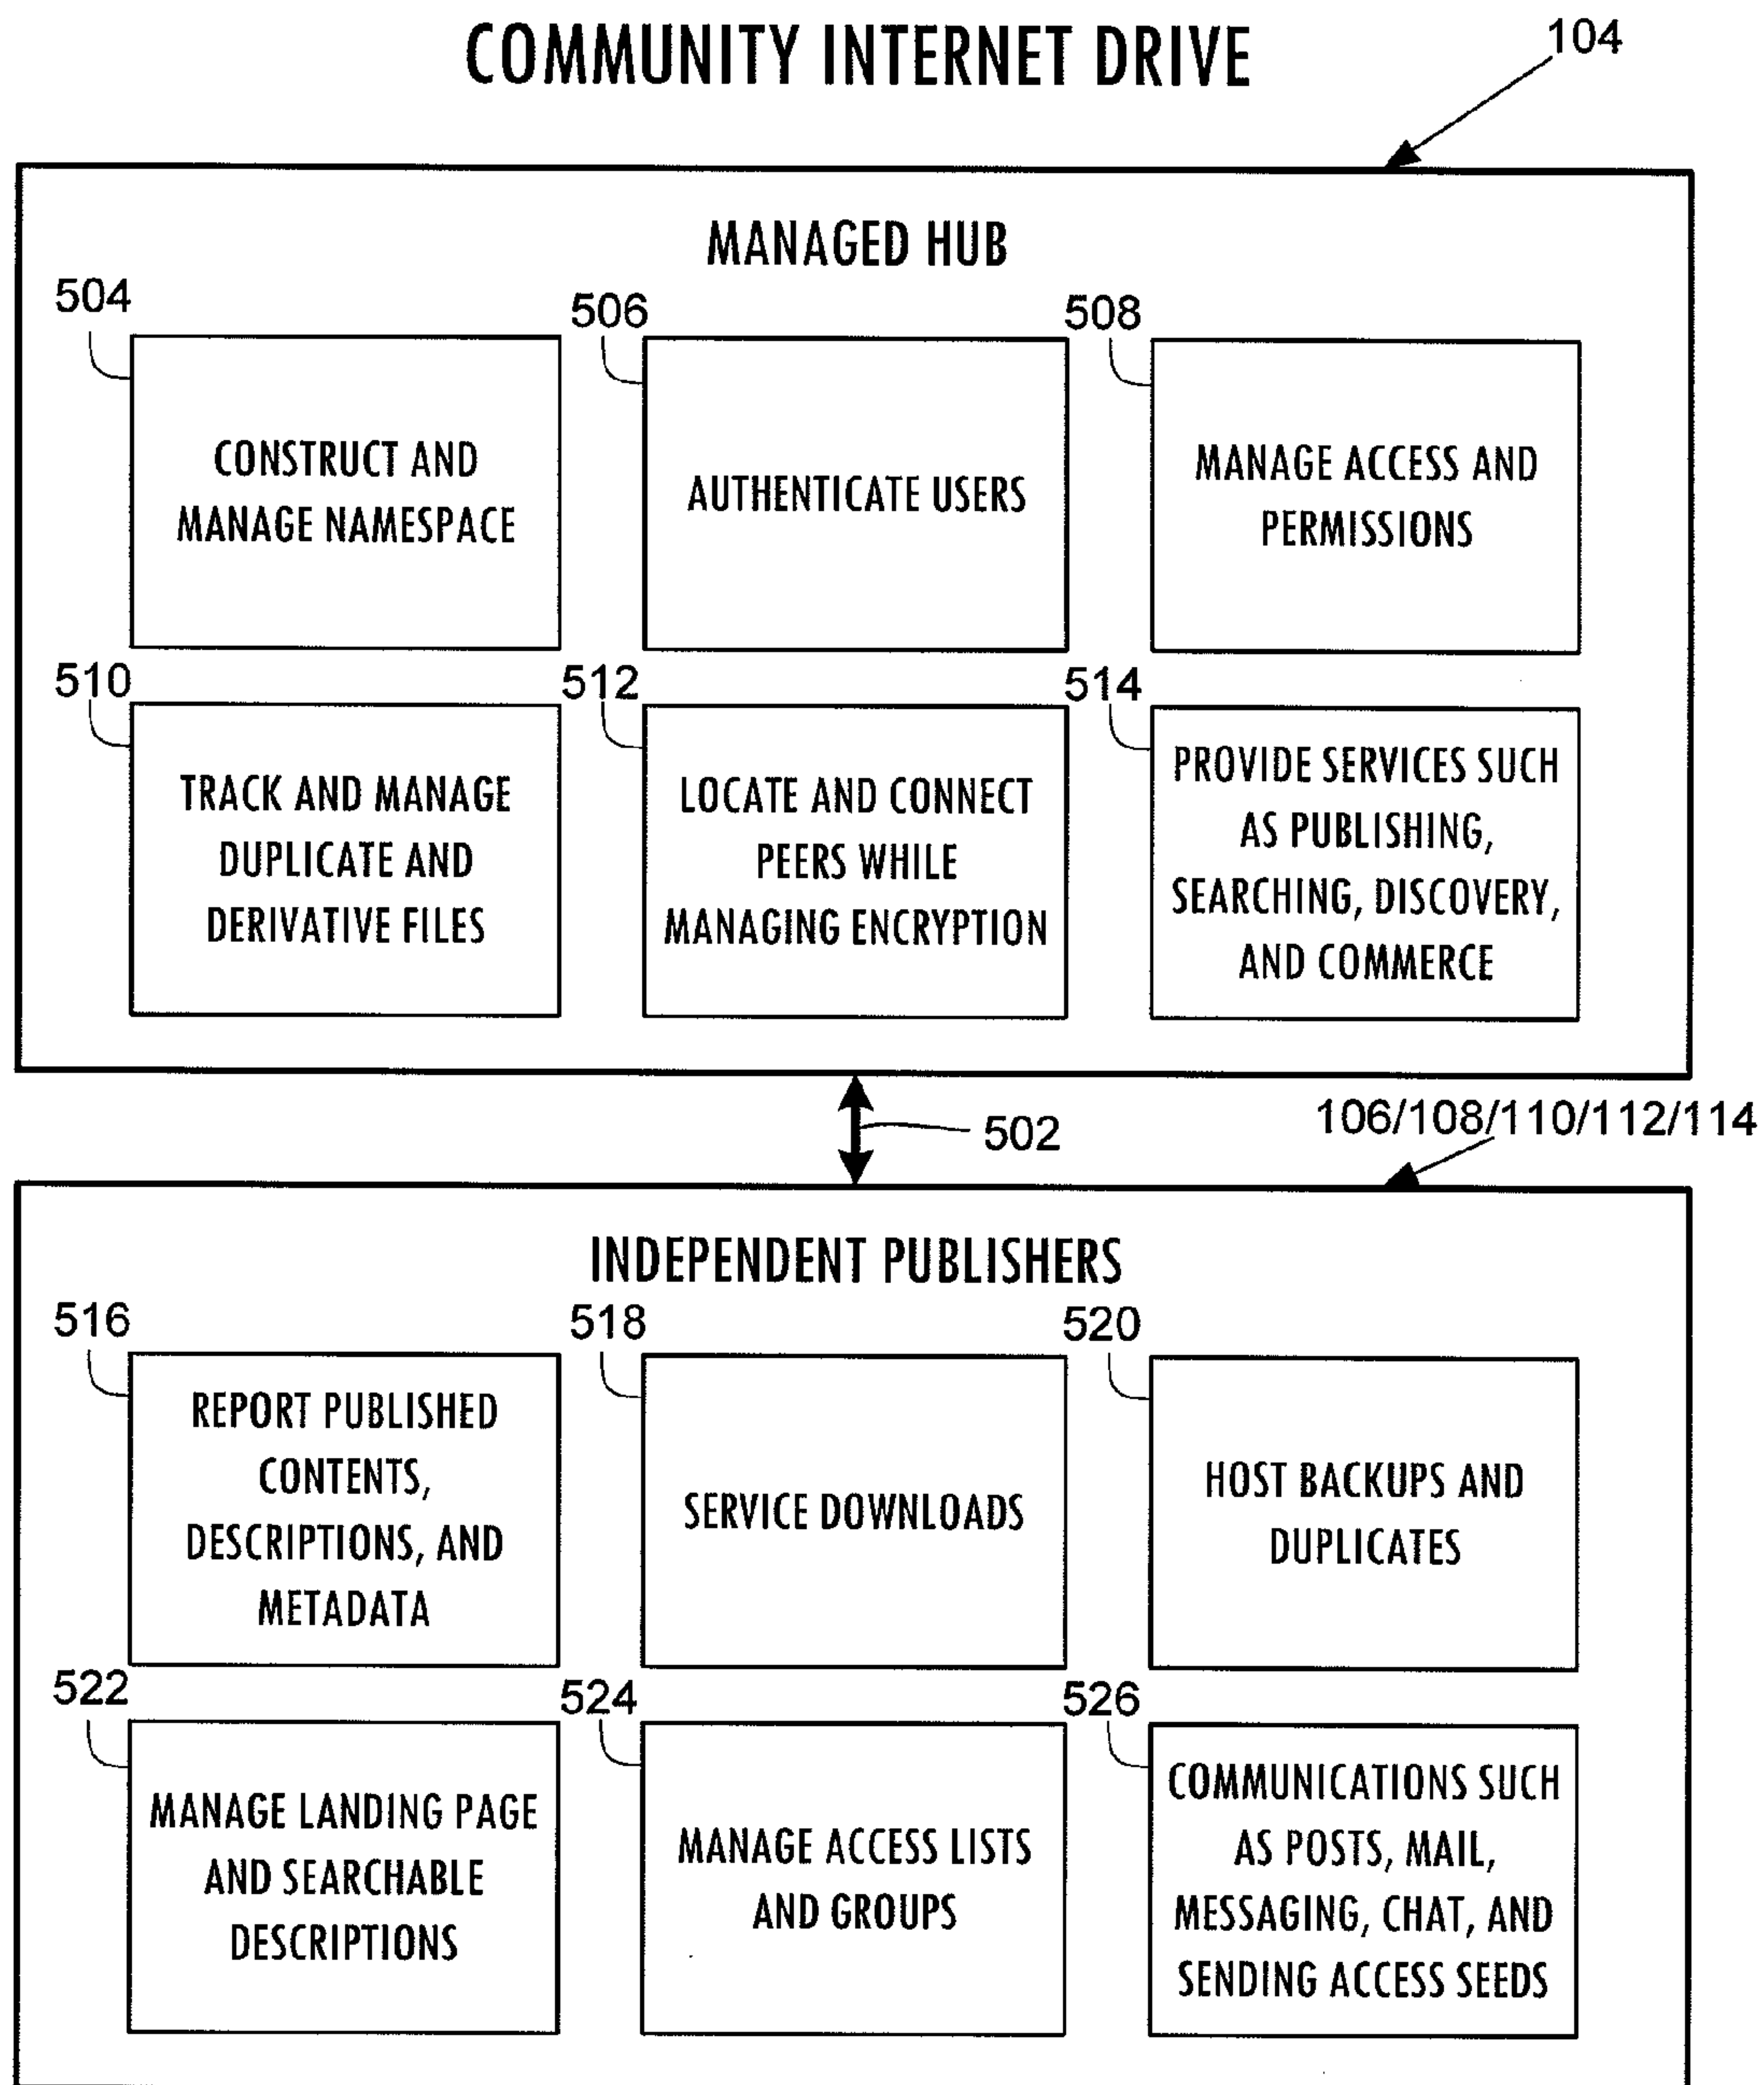 COMMUNITY INTERNET DRIVE
104
MANAGED HUB
504
CONSTRUCT AND
MANAGE NAMESPACE
506
AUTHENTICATE USERS
508
MANAGE ACCESS AND
PERMISSIONS
510
TRACK AND MANAGE
DUPLICATE AND
DERIVATIVE FILES
512
LOCATE AND CONNECT
PEERS WHILE
MANAGING ENCRYPTION
514
PROVIDE SERVICES SUCH
AS PUBLISHING,
SEARCHING, DISCOVERY,
AND COMMERCE
502
106/108/110/112/114
INDEPENDENT PUBLISHERS
516
REPORT PUBLISHED
CONTENTS,
DESCRIPTIONS, AND
METADATA
518
SERVICE DOWNLOADS
520
HOST BACKUPS AND
DUPLICATES
522
MANAGE LANDING PAGE
AND SEARCHABLE
DESCRIPTIONS
524
MANAGE ACCESS LISTS
AND GROUPS
526
COMMUNICATIONS SUCH
AS POSTS, MAIL,
MESSAGING, CHAT, AND
SENDING ACCESS SEEDS